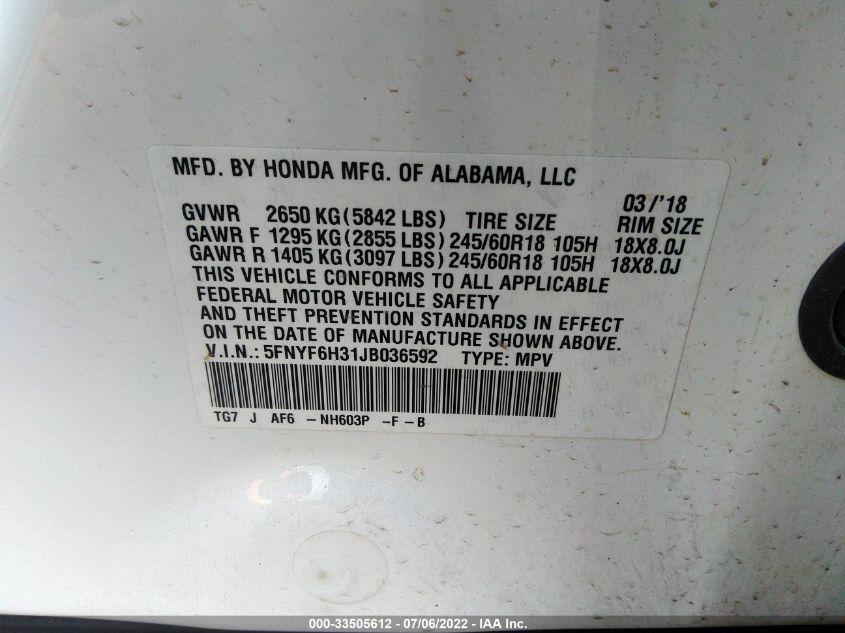 MFD. BY HONDA MFG. OF ALABAMA, LLC
03/'18
GVWR 2650 KG(5842 LBS) TIRE SIZE RIM SIZE
GAWR F 1295 KG(2855 LBS)245/60R18 105H 18X8.0J
GAWR R 1405 KG(3097 LBS)245/60R18 105H 18X8.0J
THIS VEHICLE CONFORMS TO ALL APPLICABLE
FEDERAL MOTOR VEHICLE SAFETY
AND THEFT PREVENTION STANDARDS IN EFFECT
ON THE DATE OF MANUFACTURE SHOWN ABOVE.
V.I.N.: 5FNYF6H31JB036592 TYPE: MPV
TG7 J AF6 -NH603P -F-B
000-33505612 - 07/06/2022 - IAA Inc.